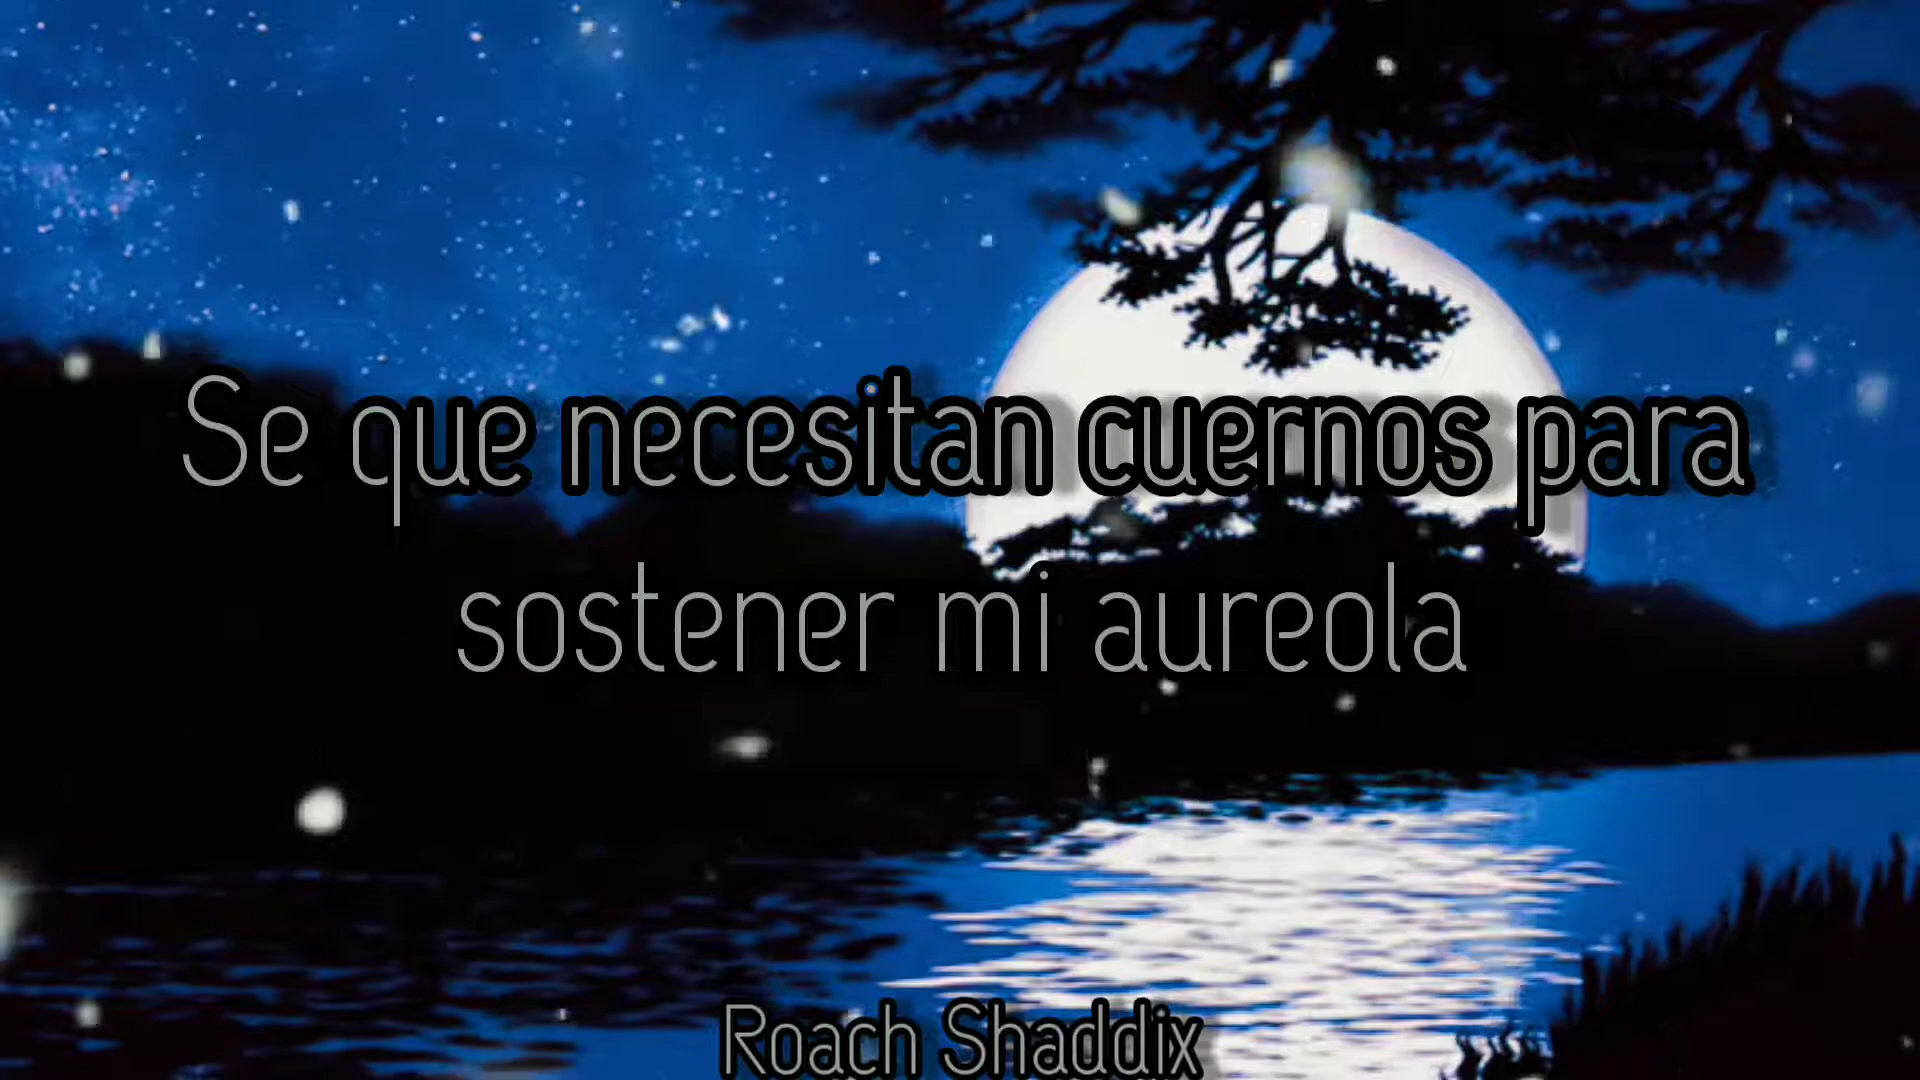 Se que necesitan cuernos para
sostener mi aureola
Roach Shaddix